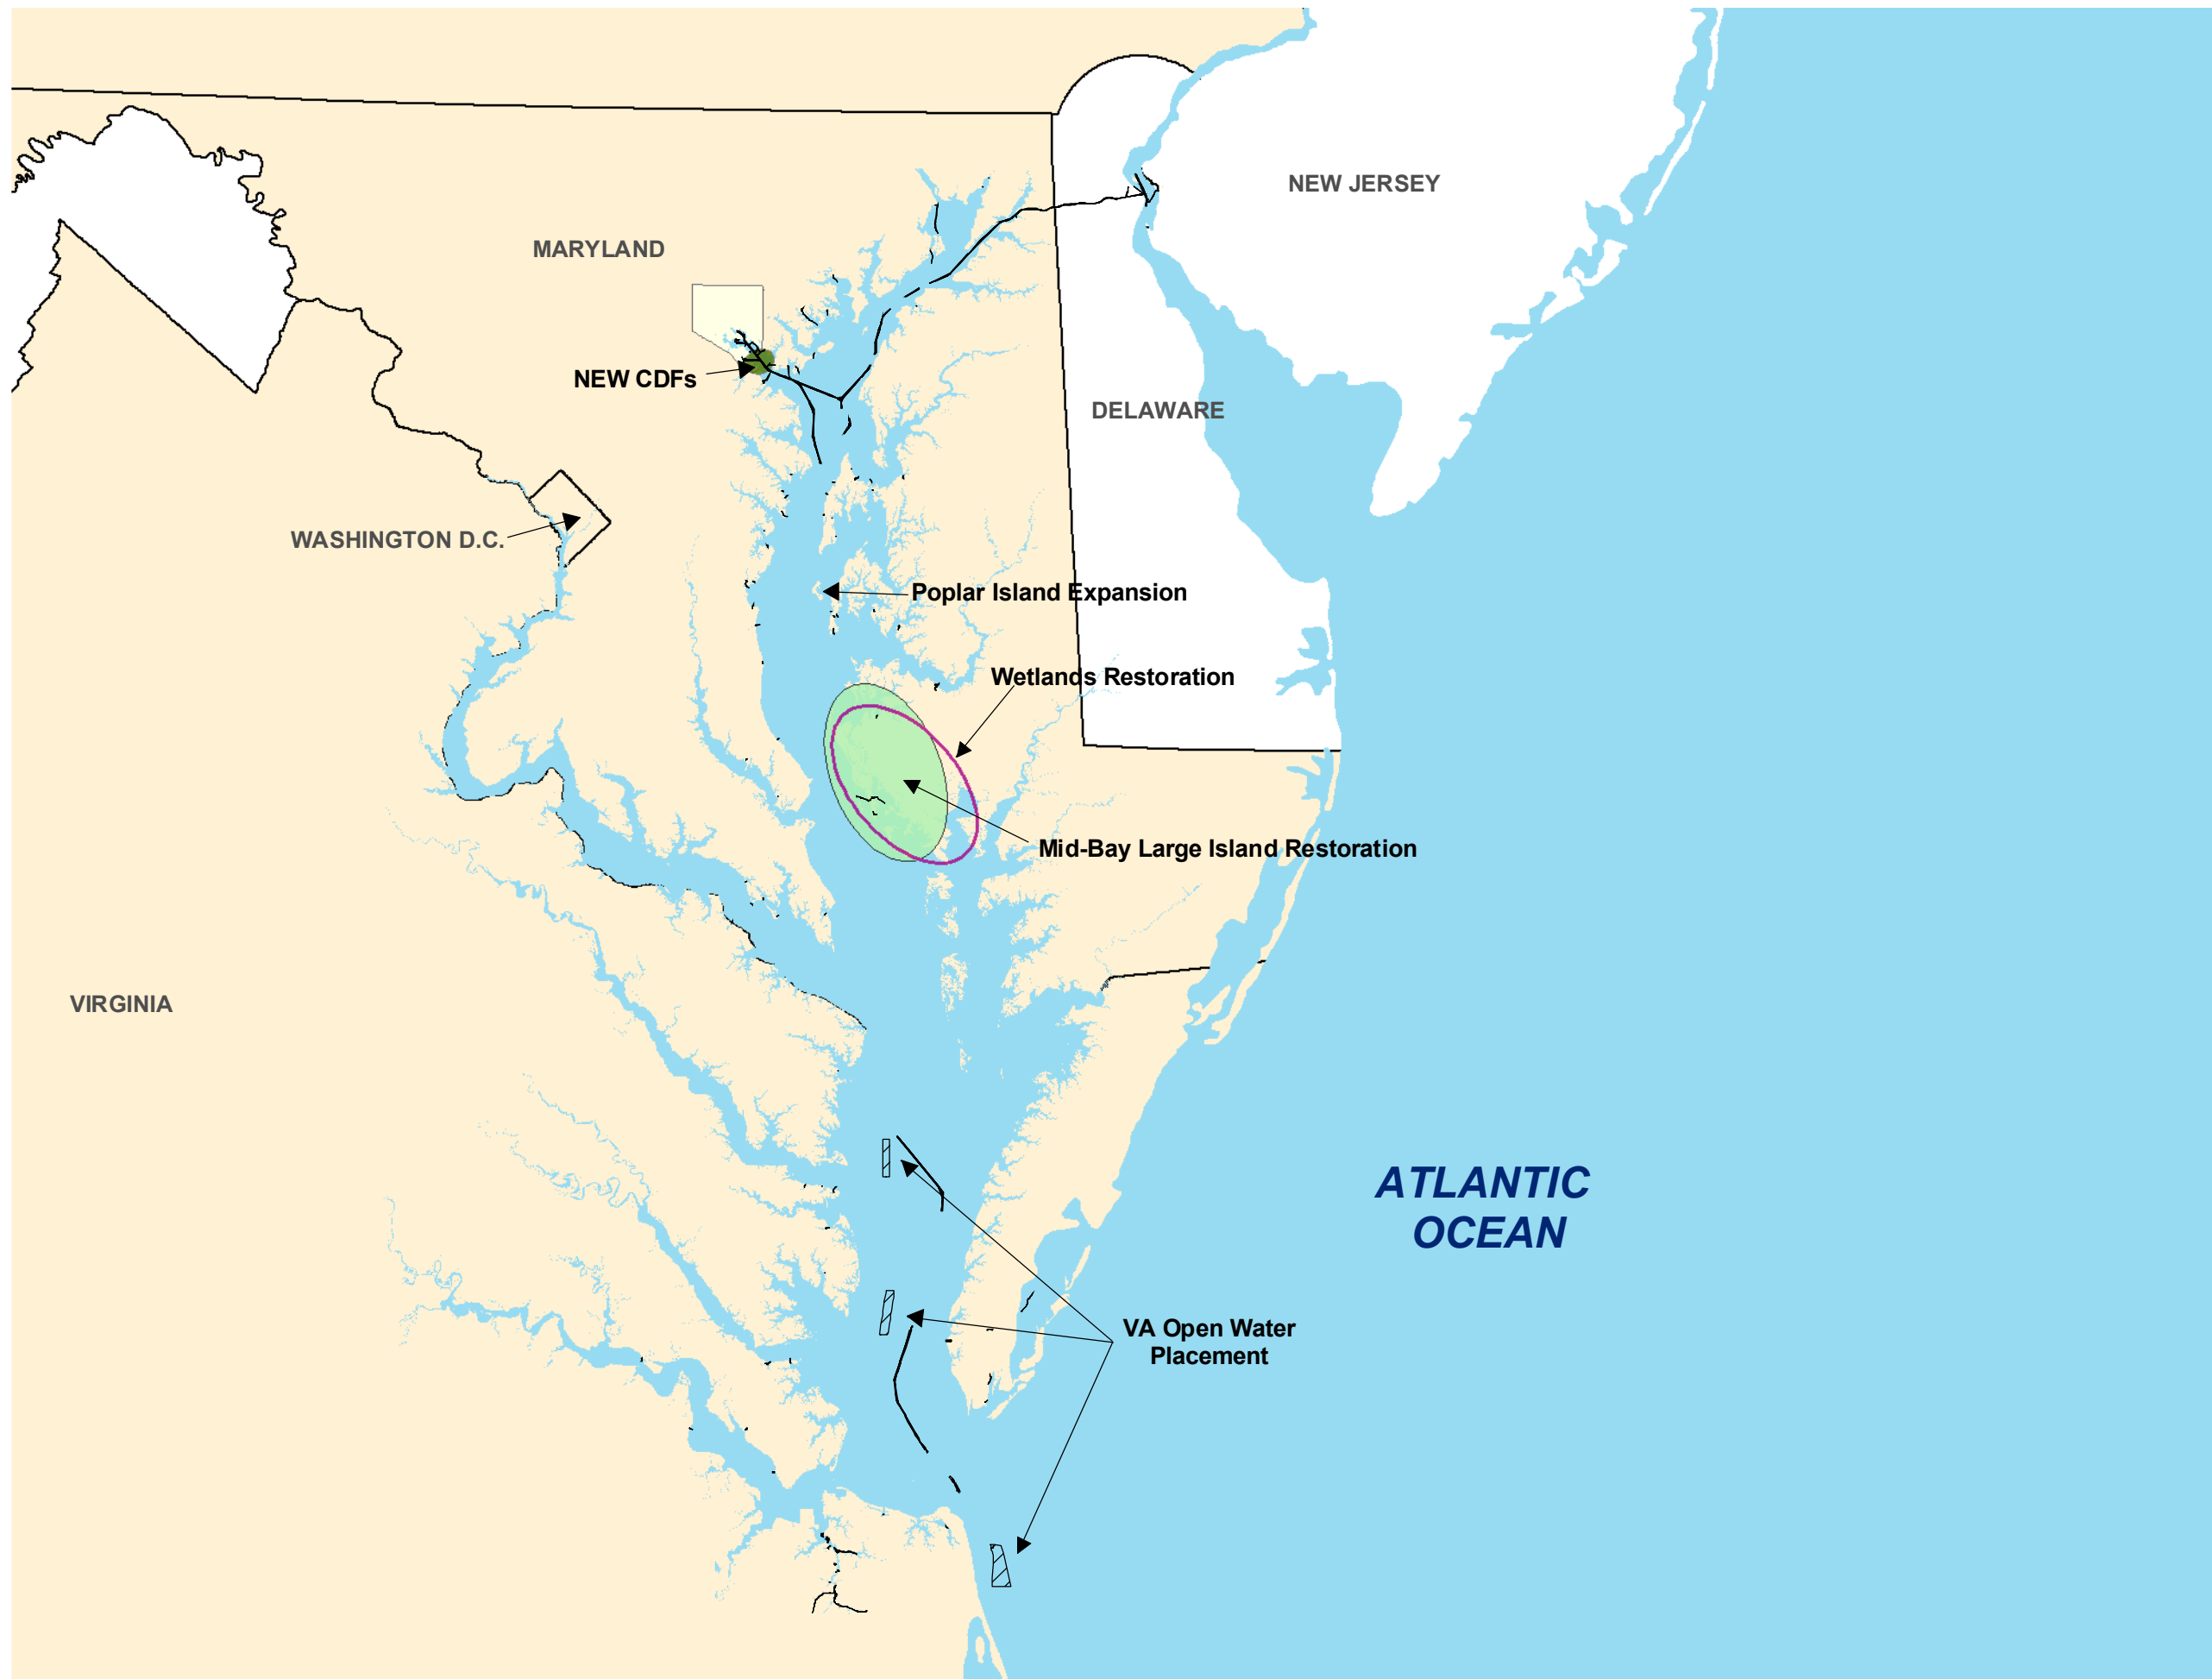 NEW JERSEY
MARYLAND
NEW CDFs
DELAWARE
WASHINGTON D.C.
Poplar Island Expansion
Wetlands Restoration
Mid-Bay Large Island Restoration
VIRGINIA
ATLANTIC
OCEAN
VA Open Water
Placement